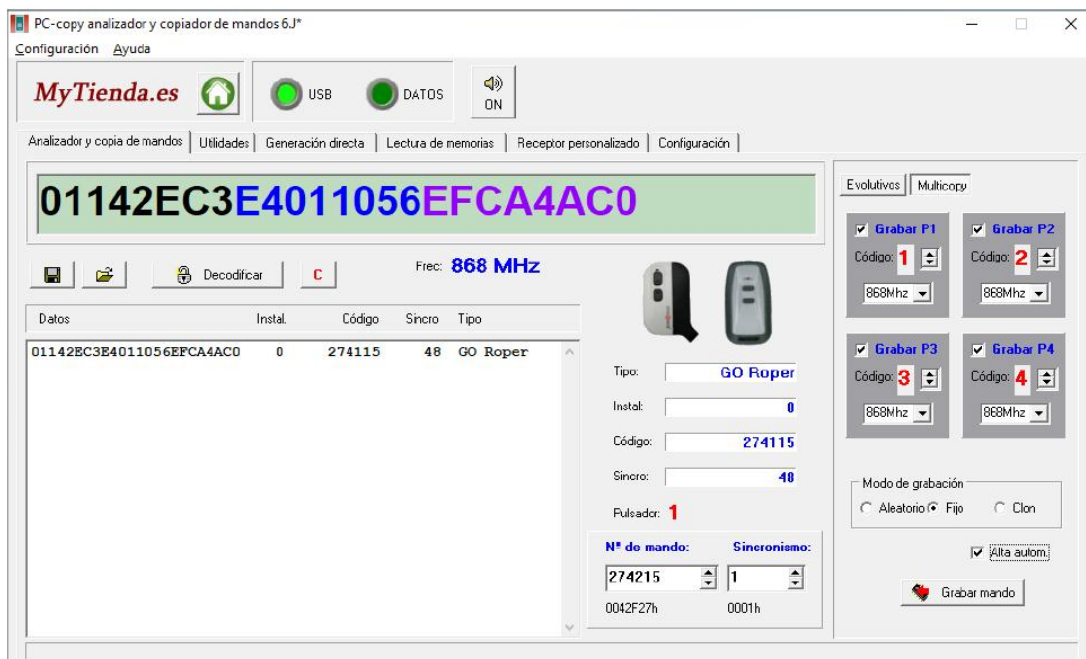 PC-copy analizador y copiador de mandos 6.J*
Configuración Ayuda
MyTienda.es
USB
DATOS
ON
Analizador y copia de mandos Utilidades Generación directa Lectura de memorias Receptor personalizado Configuración
01142EC3E4011056EFCA4AC0
Decodificar
C
Frec: 868 MHz
Datos Instal. Código Sincro Tipo
01142EC3E4011056EFCA4AC0 0 274115 48 GO Roper
Tipo: GO Roper
Instal: 0
Código: 274115
Sincro: 48
Pulsador: 1
Nº de mando: Sincronismo:
274215 1
0042F27h 0001h
Evolutivos Multicopy
Grabar P1 Grabar P2
Código: 1 Código: 2
868Mhz 868Mhz
Grabar P3 Grabar P4
Código: 3 Código: 4
868Mhz 868Mhz
Modo de grabación
Aleatorio Fijo Clon
Alta autom.
Grabar mando